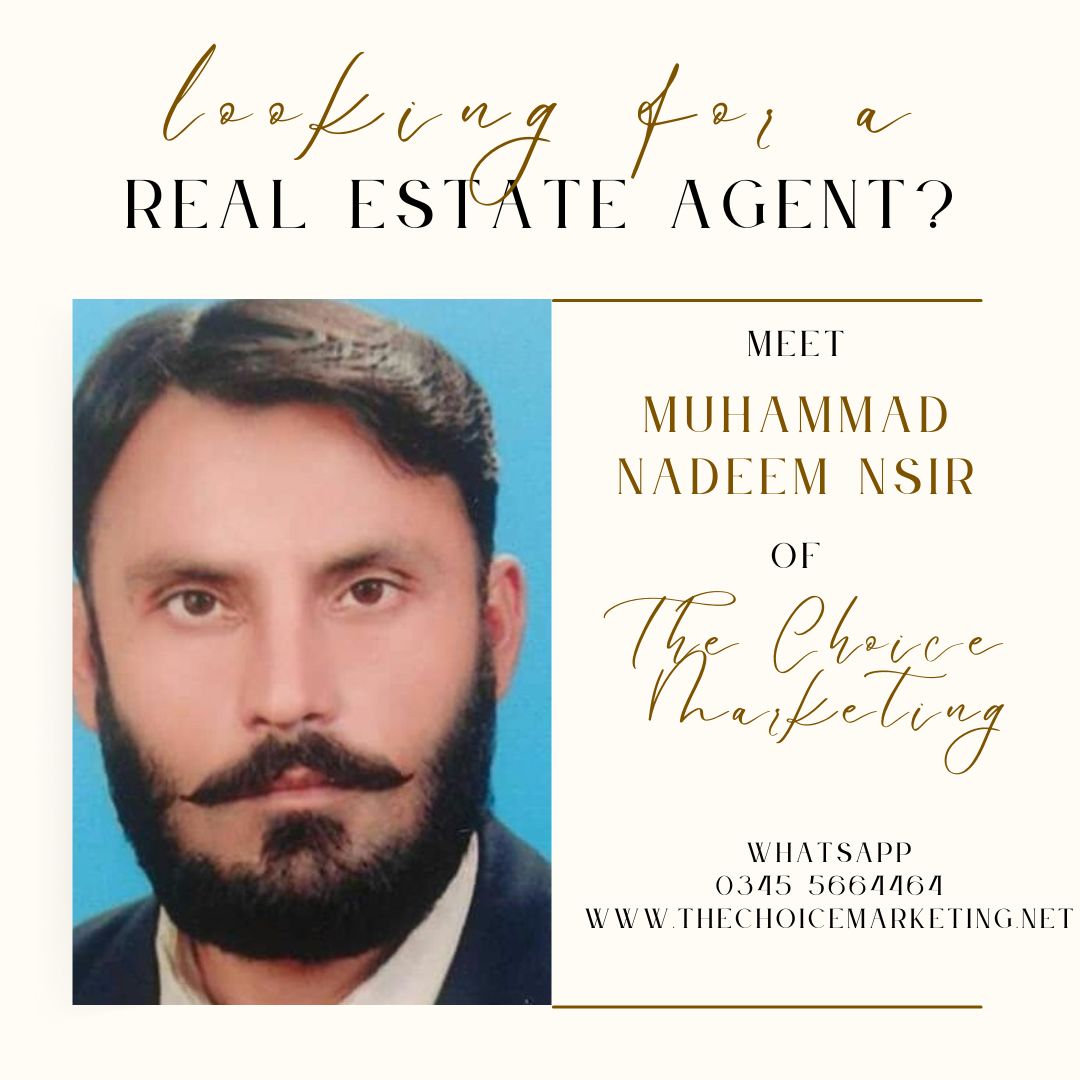 looking for a
REAL ESTATE AGENT?
MEET
MUHAMMAD
NADEEM NSIR
OF
The Choice
Marketing
WHATSAPP
0345 5664464
WWW.THECHOICEMARKETING.NET